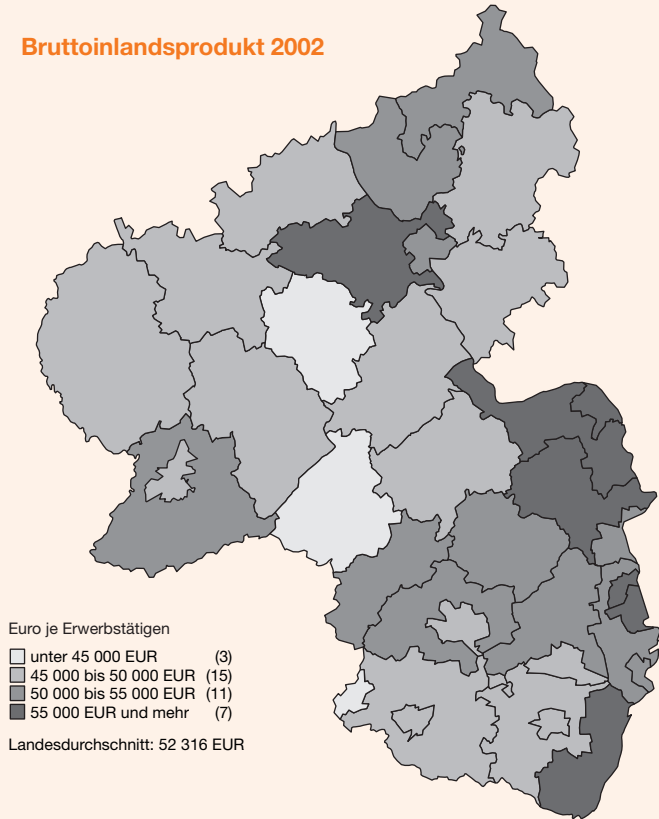 Bruttoinlandsprodukt 2002
Euro je Erwerbstätigen
unter 45 000 EUR (3)
45 000 bis 50 000 EUR (15)
50 000 bis 55 000 EUR (11)
55 000 EUR und mehr (7)
Landesdurchschnitt: 52 316 EUR